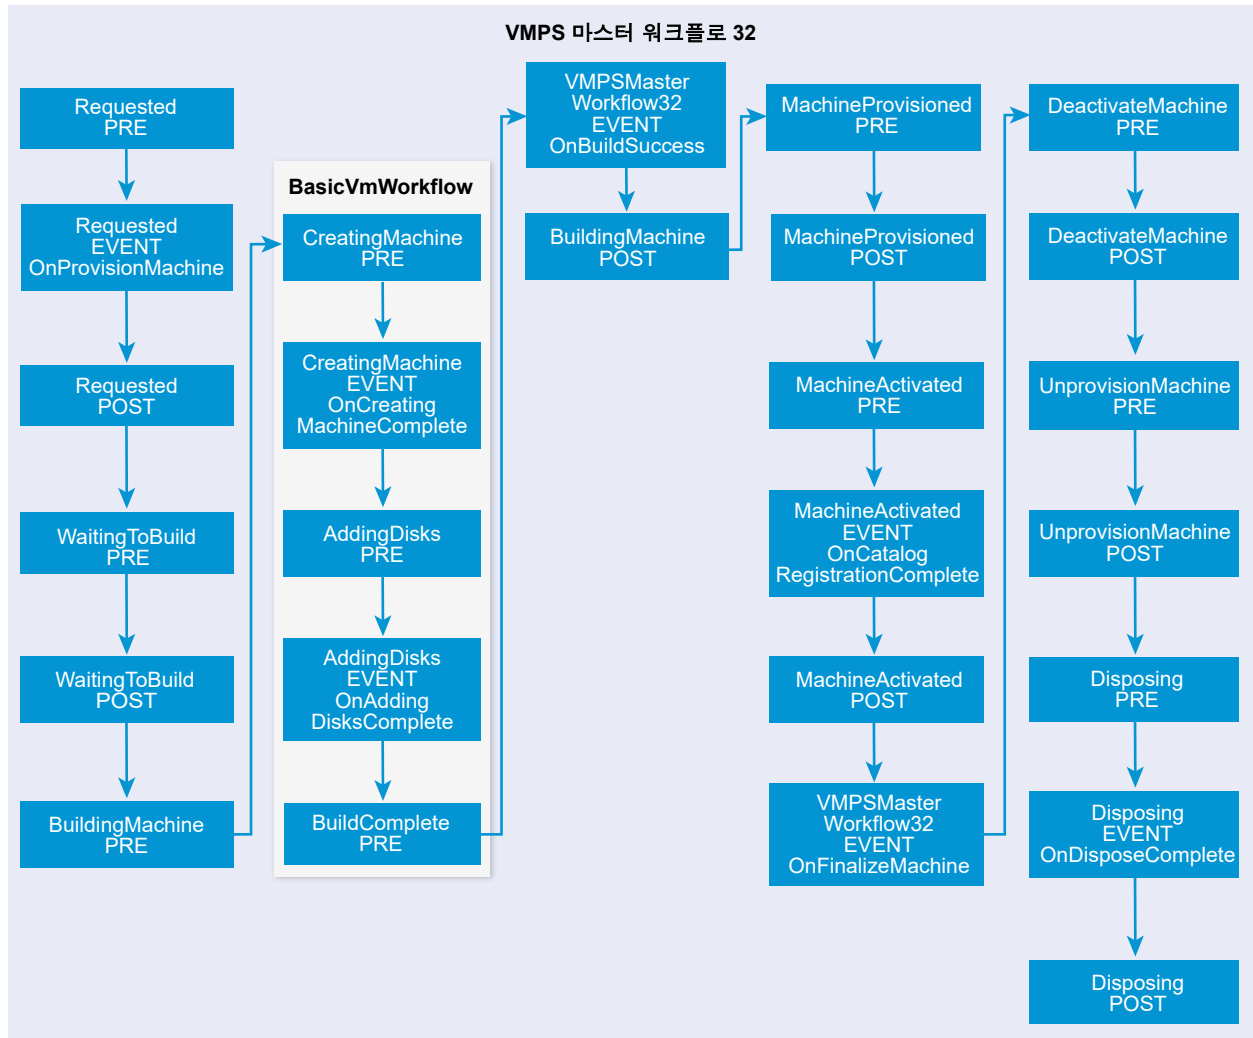 VMPS 마스터 워크플로 32
Requested
PRE
Requested
EVENT
OnProvisionMachine
Requested
POST
WaitingToBuild
PRE
WaitingToBuild
POST
BuildingMachine
PRE
BasicVmWorkflow
CreatingMachine
PRE
CreatingMachine
EVENT
OnCreating
MachineComplete
AddingDisks
PRE
AddingDisks
EVENT
OnAdding
DisksComplete
BuildComplete
PRE
VMPSMaster
Workflow32
EVENT
OnBuildSuccess
BuildingMachine
POST
MachineProvisioned
PRE
MachineProvisioned
POST
MachineActivated
PRE
MachineActivated
EVENT
OnCatalog
RegistrationComplete
MachineActivated
POST
VMPSMaster
Workflow32
EVENT
OnFinalizeMachine
DeactivateMachine
PRE
DeactivateMachine
POST
UnprovisionMachine
PRE
UnprovisionMachine
POST
Disposing
PRE
Disposing
EVENT
OnDisposeComplete
Disposing
POST